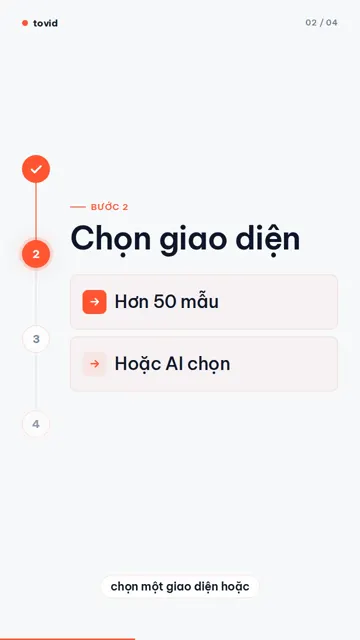 tovid
02 / 04
BƯỚC 2
Chọn giao diện
2
Hơn 50 mẫu
3
Hoặc AI chọn
4
chọn một giao diện hoặc